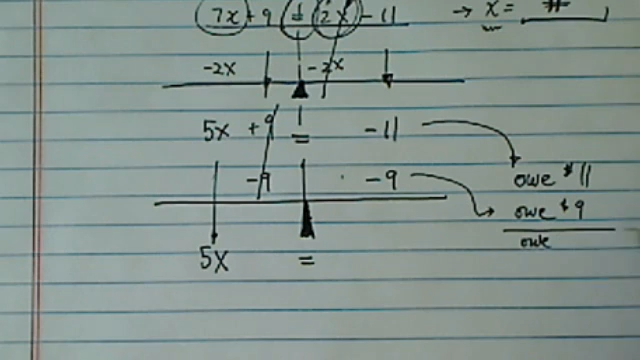 7x + 9 = 2x - 11 → x = #
-2x -2x
5x + 9 = -11
-9 -9 owe $11
owe $9
owe
5x =